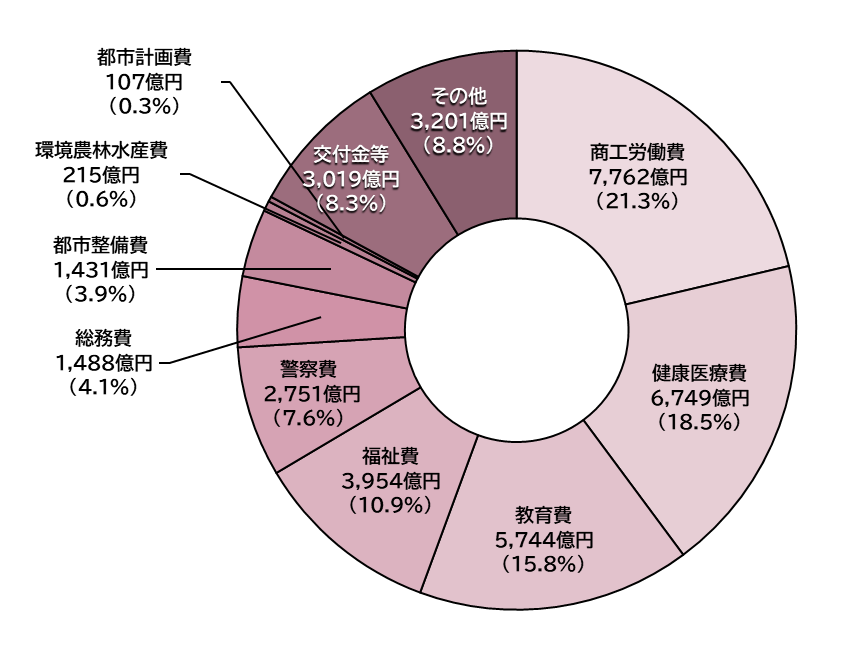 都市計画費
107億円
（0.3%）
環境農林水産費
215億円
（0.6%）
都市整備費
1,431億円
（3.9%）
総務費
1,488億円
（4.1%）
交付金等
3,019億円
（8.3%）
その他
3,201億円
（8.8%）
商工労働費
7,762億円
（21.3%）
健康医療費
6,749億円
（18.5%）
教育費
5,744億円
（15.8%）
福祉費
3,954億円
（10.9%）
警察費
2,751億円
（7.6%）